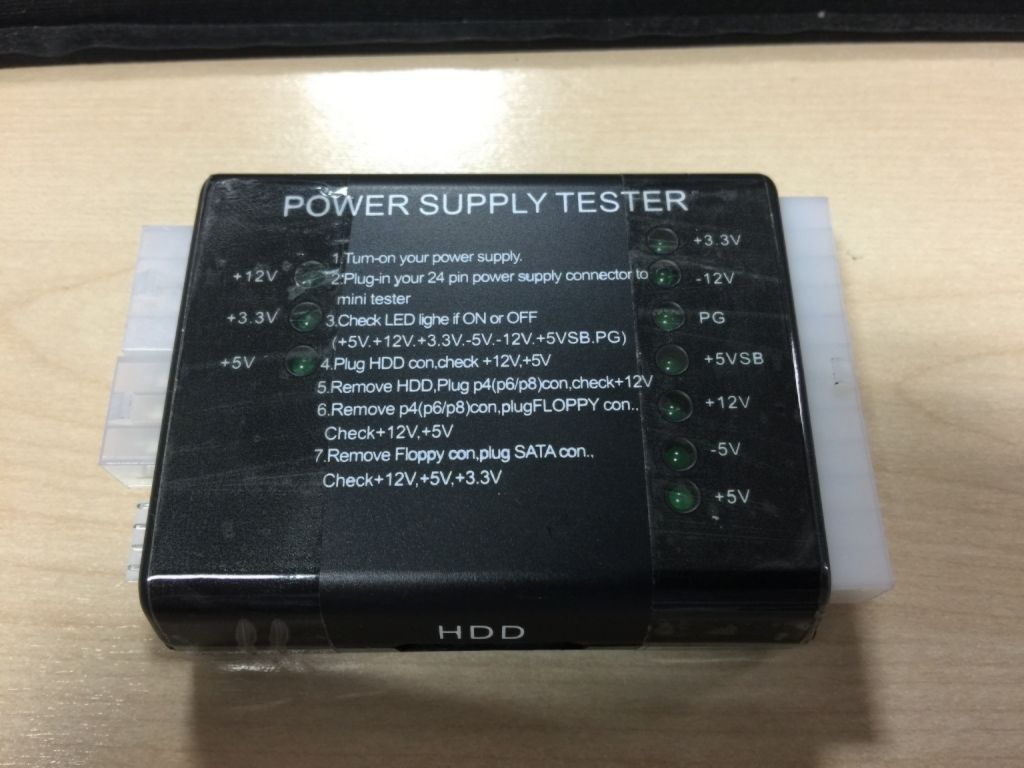 POWER SUPPLY TESTER
+12V
+3.3V
+5V
1.Turn-on your power supply.
2.Plug-in your 24 pin power supply connector to
mini tester
3.Check LED lighe if ON or OFF
(+5V.+12V.+3.3V.-5V.-12V.+5VSB.PG)
4.Plug HDD con,check +12V,+5V
5.Remove HDD,Plug p4(p6/p8)con,check+12V
6.Remove p4(p6/p8)con,plugFLOPPY con..
Check+12V,+5V
7.Remove Floppy con,plug SATA con..
Check+12V,+5V,+3.3V
+3.3V
-12V
PG
+5VSB
+12V
-5V
+5V
HDD